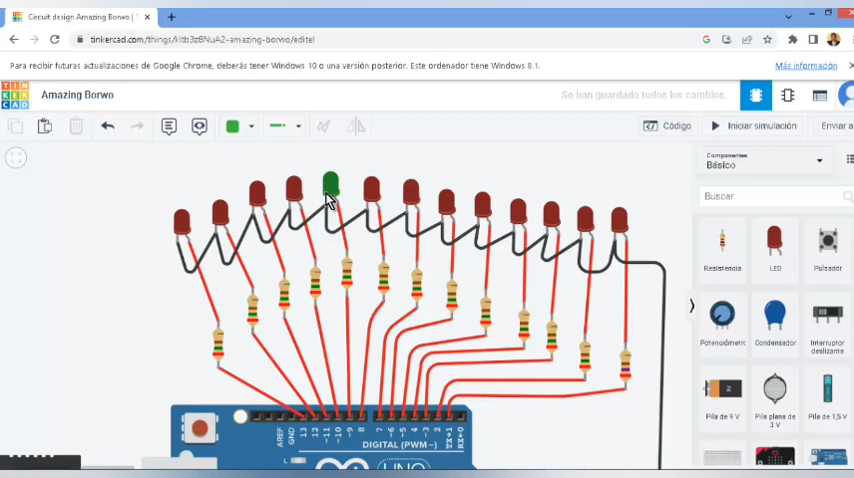 Circuit design Amazing Borwo | T
tinkercad.com/things/kItb3z8NuA2-amazing-borwo/editel
Para recibir futuras actualizaciones de Google Chrome, deberás tener Windows 10 o una versión posterior. Este ordenador tiene Windows 8.1.
Más información
TIN
KER
CAD
Amazing Borwo
Se han guardado todos los cambios.
Código
Iniciar simulación
Enviar a
Componentes
Básico
Buscar
Resistencia
LED
Pulsador
Potenciómetro
Condensador
Interruptor
deslizante
Pila de 9 V
Pila plana de
3 V
Pila de 1,5 V
AREF
GND
13
12
~11
~10
~9
8
7
~6
~5
4
~3
2
TX→1
RX←0
DIGITAL (PWM~)
UNO
L